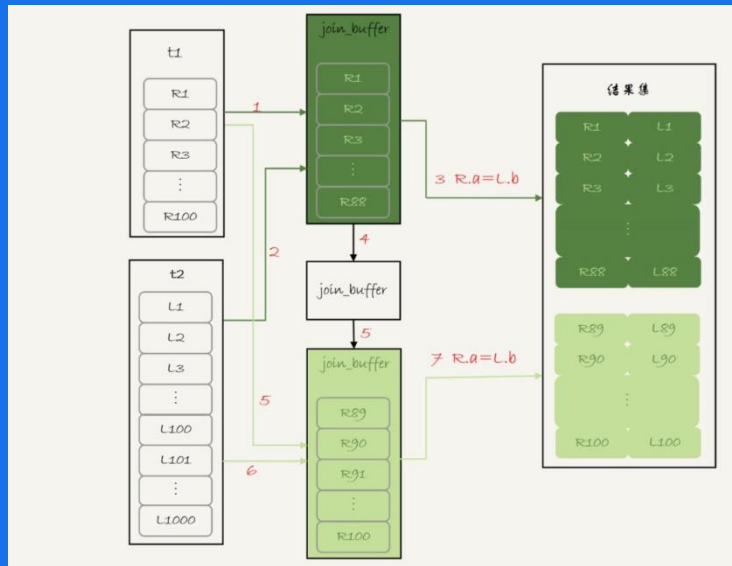 t1
R1
R2
R3
⋮
R100
t2
L1
L2
L3
⋮
L100
L101
⋮
L1000
1
2
5
6
join_buffer
R1
R2
R3
⋮
R88
4
join_buffer
5
join_buffer
R89
R90
R91
⋮
R100
3 R.a=L.b
7 R.a=L.b
结果集
R1 L1
R2 L2
R3 L3
⋮
R88 L88
R89 L89
R90 L90
⋮
R100 L100